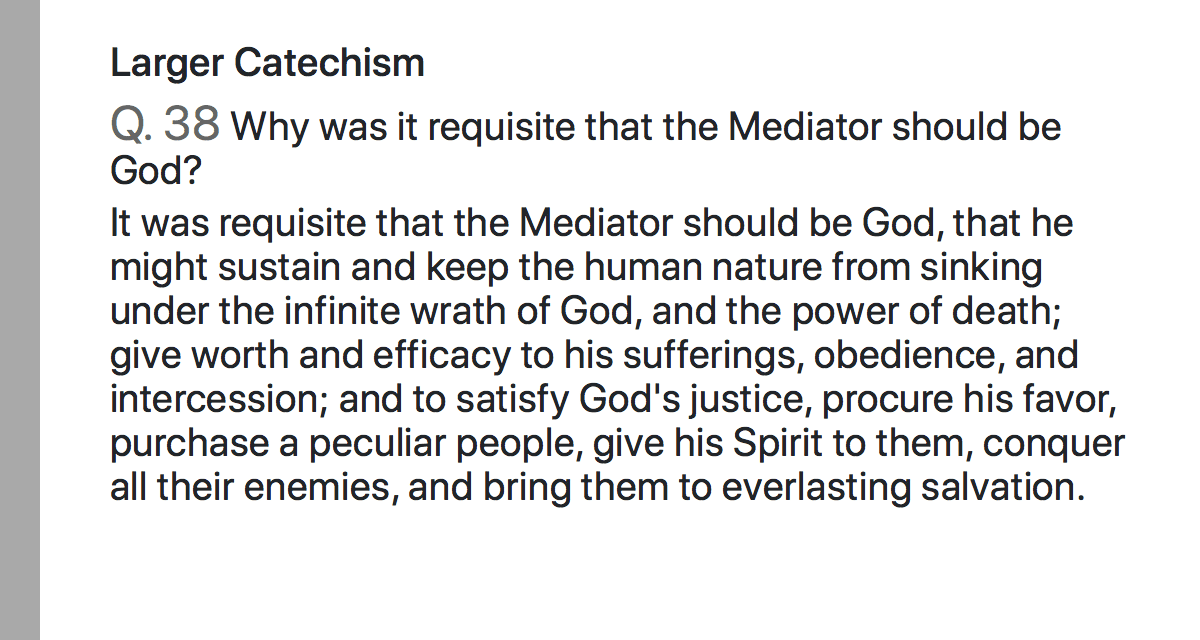 Larger Catechism
Q. 38 Why was it requisite that the Mediator should be
God?
It was requisite that the Mediator should be God, that he
might sustain and keep the human nature from sinking
under the infinite wrath of God, and the power of death;
give worth and efficacy to his sufferings, obedience, and
intercession; and to satisfy God's justice, procure his favor,
purchase a peculiar people, give his Spirit to them, conquer
all their enemies, and bring them to everlasting salvation.